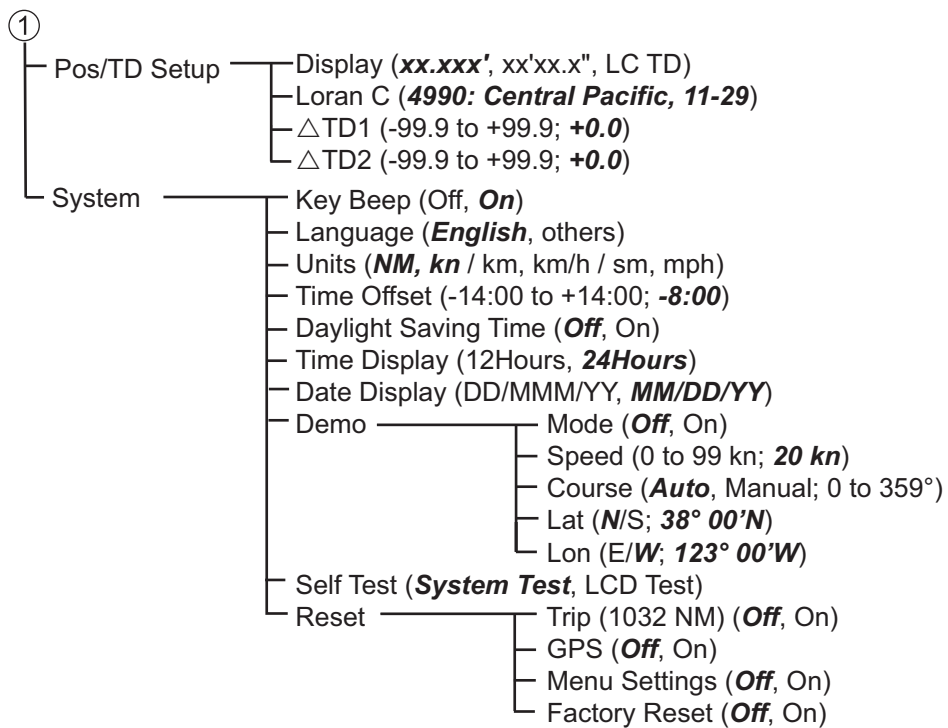 1
Pos/TD Setup Display (xx.xxx', xx'xx.x", LC TD)
Loran C (4990: Central Pacific, 11-29)
△TD1 (-99.9 to +99.9; +0.0)
△TD2 (-99.9 to +99.9; +0.0)
System Key Beep (Off, On)
Language (English, others)
Units (NM, kn / km, km/h / sm, mph)
Time Offset (-14:00 to +14:00; -8:00)
Daylight Saving Time (Off, On)
Time Display (12Hours, 24Hours)
Date Display (DD/MMM/YY, MM/DD/YY)
Demo Mode (Off, On)
Speed (0 to 99 kn; 20 kn)
Course (Auto, Manual; 0 to 359°)
Lat (N/S; 38° 00’N)
Lon (E/W; 123° 00’W)
Self Test (System Test, LCD Test)
Reset Trip (1032 NM) (Off, On)
GPS (Off, On)
Menu Settings (Off, On)
Factory Reset (Off, On)